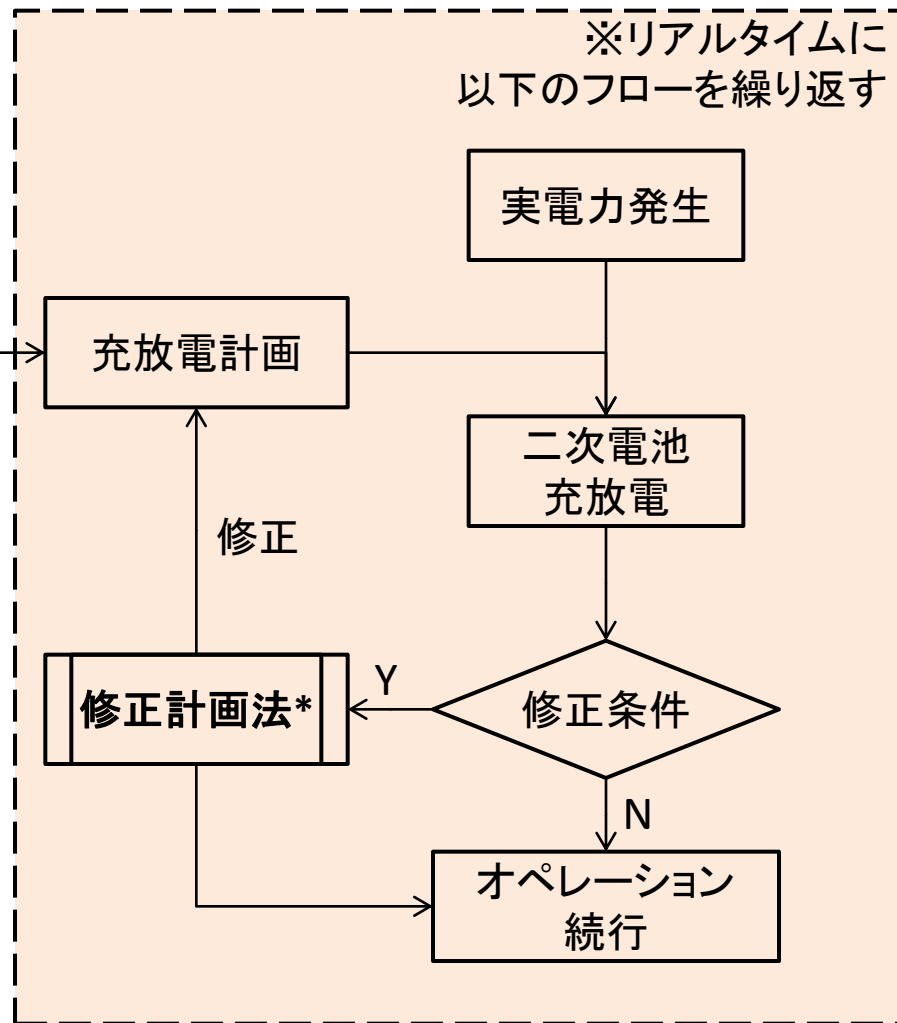 ※リアルタイムに
以下のフローを繰り返す
実電力発生
充放電計画
二次電池
充放電
修正
修正計画法*
Y
修正条件
N
オペレーション
続行